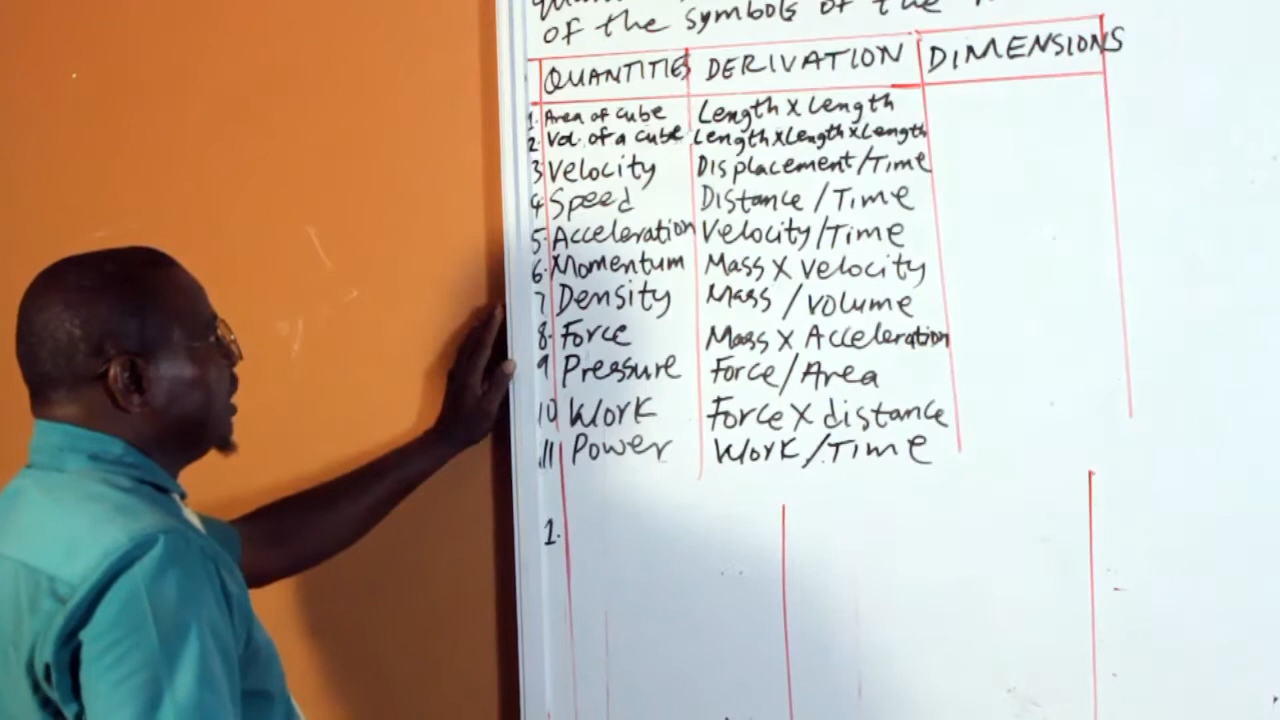 of the symbols of the
QUANTITIES DERIVATION DIMENSIONS
1. Area of cube Length x Length
2. Vol. of a cube Length x Length x Length
3 Velocity Displacement/Time
4 Speed Distance / Time
5. Acceleration Velocity/Time
6. Momentum Mass x velocity
7 Density Mass / volume
8. Force Mass x Acceleration
9 Pressure Force/Area
10 Work Force x distance
11 Power Work/Time
1.